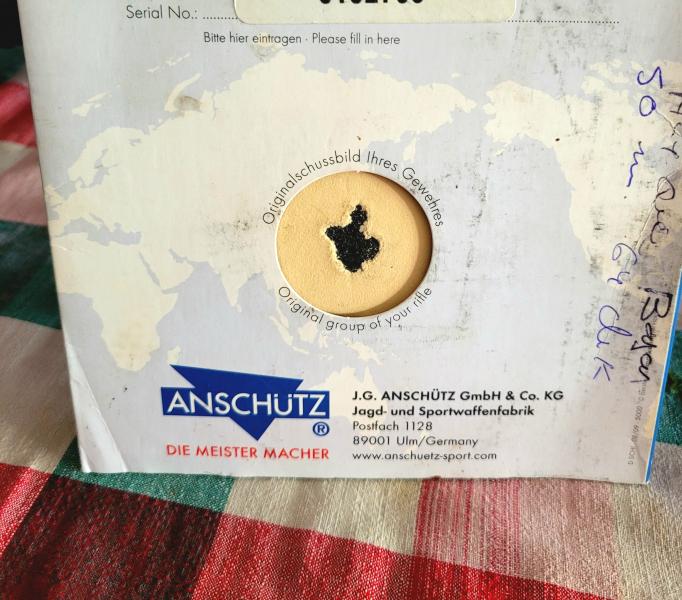 Serial No.:
Bitte hier eintragen · Please fill in here
Originalschussbild Ihres Gewehres
Original group of your rifle
ANSCHÜTZ
®
DIE MEISTER MACHER
J.G. ANSCHÜTZ GmbH & Co. KG
Jagd- und Sportwaffenfabrik
Postfach 1128
89001 Ulm/Germany
www.anschuetz-sport.com
50 m